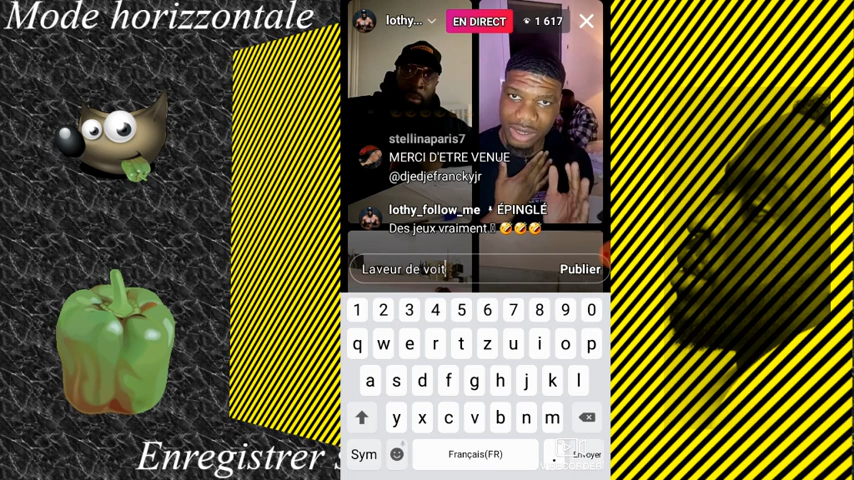 Mode horizzontale
lothy...
EN DIRECT
1 617
stellinaparis7
MERCI D'ETRE VENUE
@djedjefranckyjr
lothy_follow_me
ÉPINGLÉ
Des jeux vraiment 🤣🤣🤣
Laveur de voit
Publier
1 2 3 4 5 6 7 8 9 0
q w e r t z u i o p
a s d f g h j k l
y x c v b n m
Sym
Français(FR)
.
Envoyer
Enregistrer